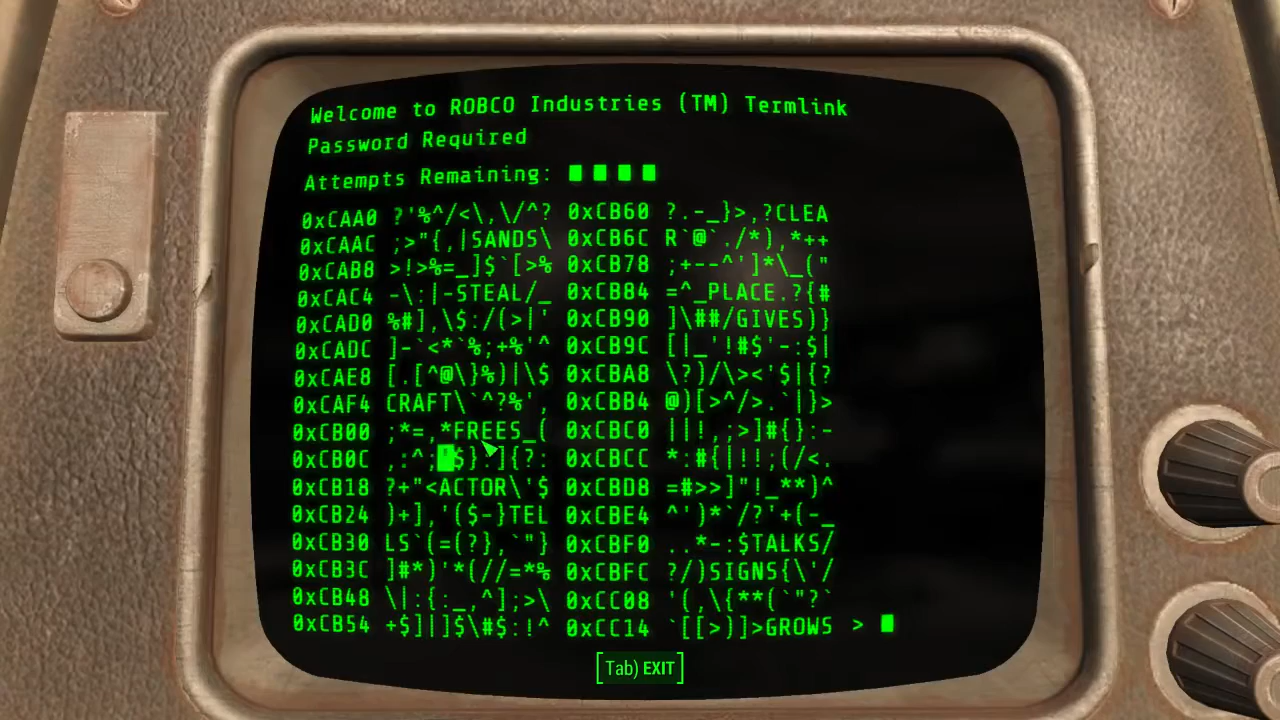 Welcome to ROBCO Industries (TM) Termlink
Password Required
Attempts Remaining: ■ ■ ■ ■
0xCAA0 ?'%^/<\,\/^? 0xCB60 ?.-_}>,?CLEA
0xCAAC ;>"{,|SANDS\ 0xCB6C R`@`./*),*++
0xCAB8 >!>%=_]$`[>% 0xCB78 ;+--^']*\_("
0xCAC4 -\:|-STEAL/_ 0xCB84 =^_PLACE.?{#
0xCAD0 %#],\$:/(>|' 0xCB90 ]\##/GIVES)}
0xCADC ]-`<*`%;+%'^ 0xCB9C [|_'!#$'-:$|
0xCAE8 [.[^@\}%)|\$ 0xCBA8 \?)/\><'$|{?
0xCAF4 CRAFT\`^?%', 0xCBB4 @)[>^/>.`|}>
0xCB00 ;*=,*FREES_( 0xCBC0 ||!,;>]#{}:-
0xCB0C ,:^;"$}:]{?: 0xCBCC *:#{|!!;(/<.
0xCB18 ?+"<ACTOR\'$ 0xCBD8 =#>>]"!_**)^
0xCB24 )+],'($-}TEL 0xCBE4 ^')*`/?'+(-_
0xCB30 LS`(=(?},`"} 0xCBF0 ..*-:$TALKS/
0xCB3C ]#*)'*(//=*% 0xCBFC ?/)SIGNS{\'/
0xCB48 \|:{:_,^];>\ 0xCC08 '(,\{**(`"?`
0xCB54 +$]|]$\#$:!^ 0xCC14 `[[>)]>GROWS > ■
[Tab) EXIT]